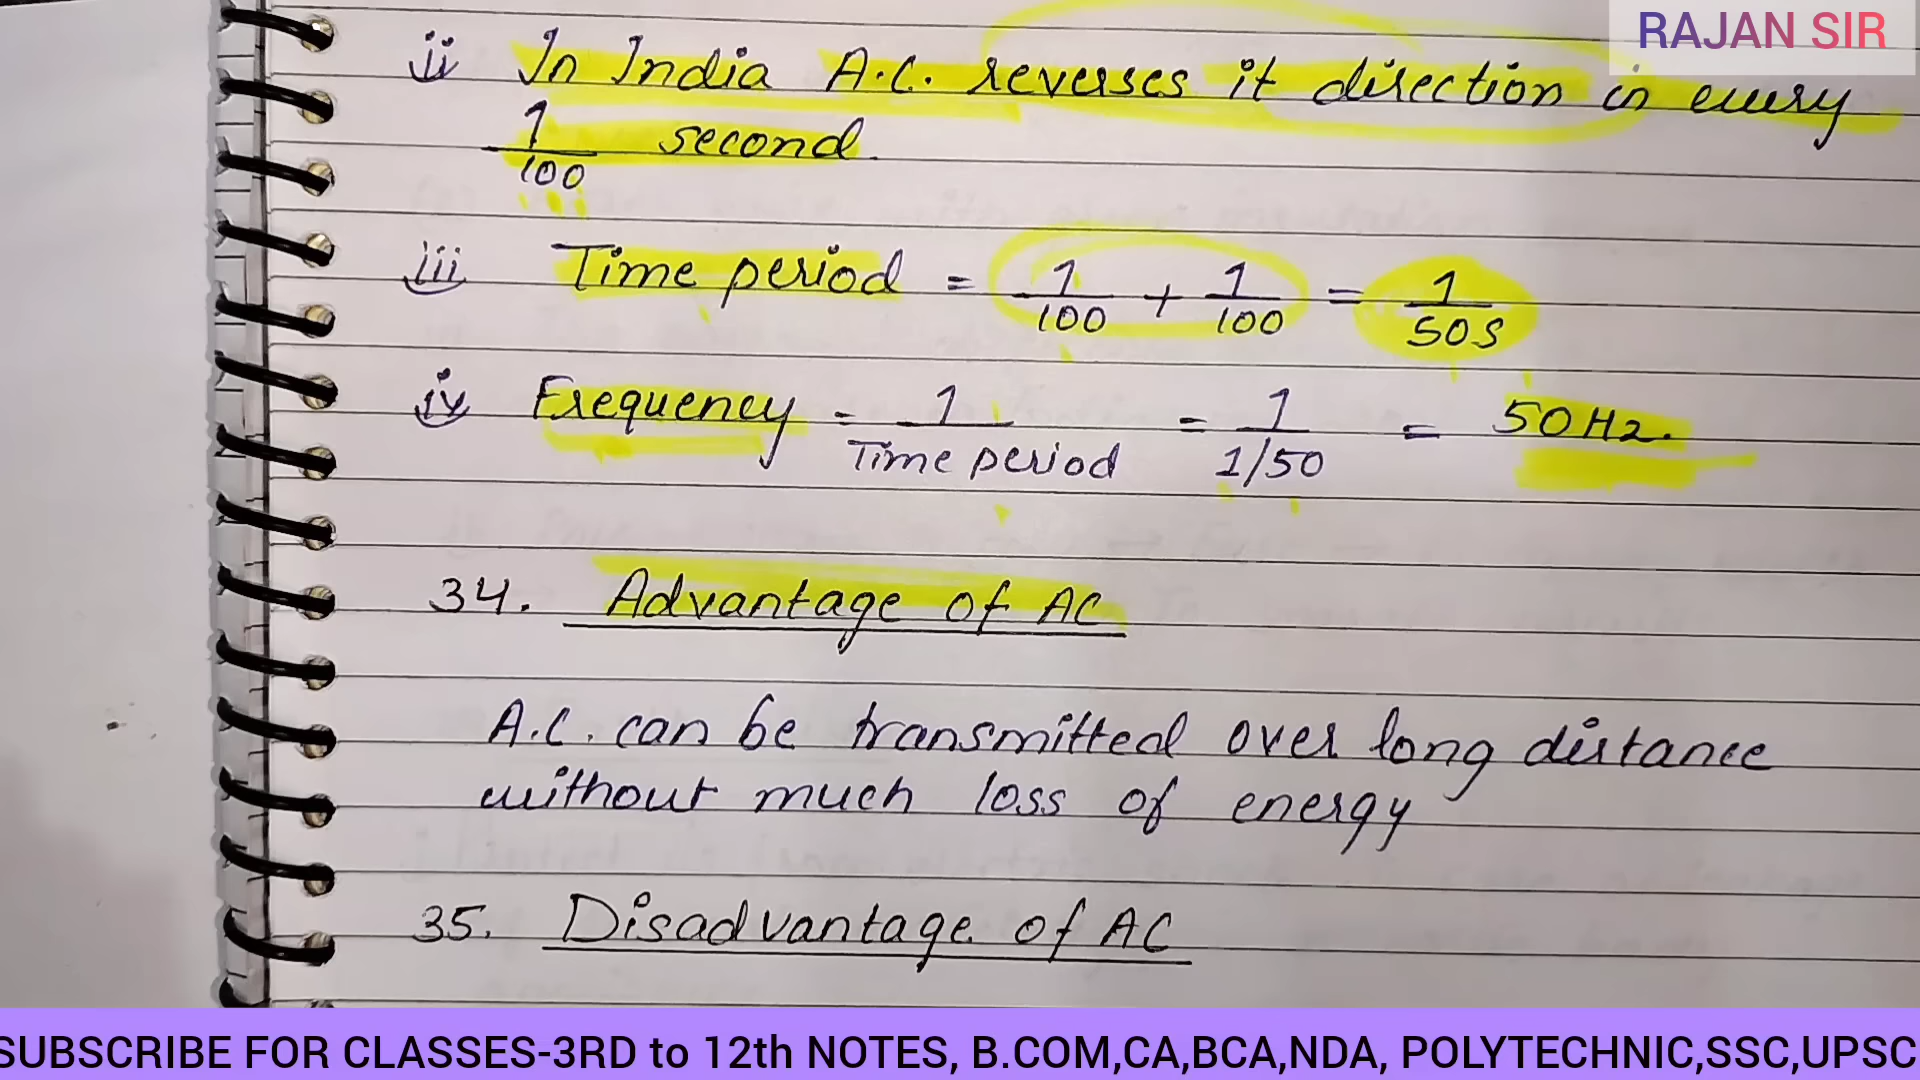 RAJAN SIR
ii In India A.C. reverses it direction in every
1/100 second.
iii Time period = 1/100 + 1/100 = 1/50s
iv Frequency = 1/Time period = 1/1/50 = 50Hz.
34. Advantage of AC
A.C. can be transmitted over long distance
without much loss of energy
35. Disadvantage of AC
SUBSCRIBE FOR CLASSES-3RD to 12th NOTES, B.COM,CA,BCA,NDA, POLYTECHNIC,SSC,UPSC